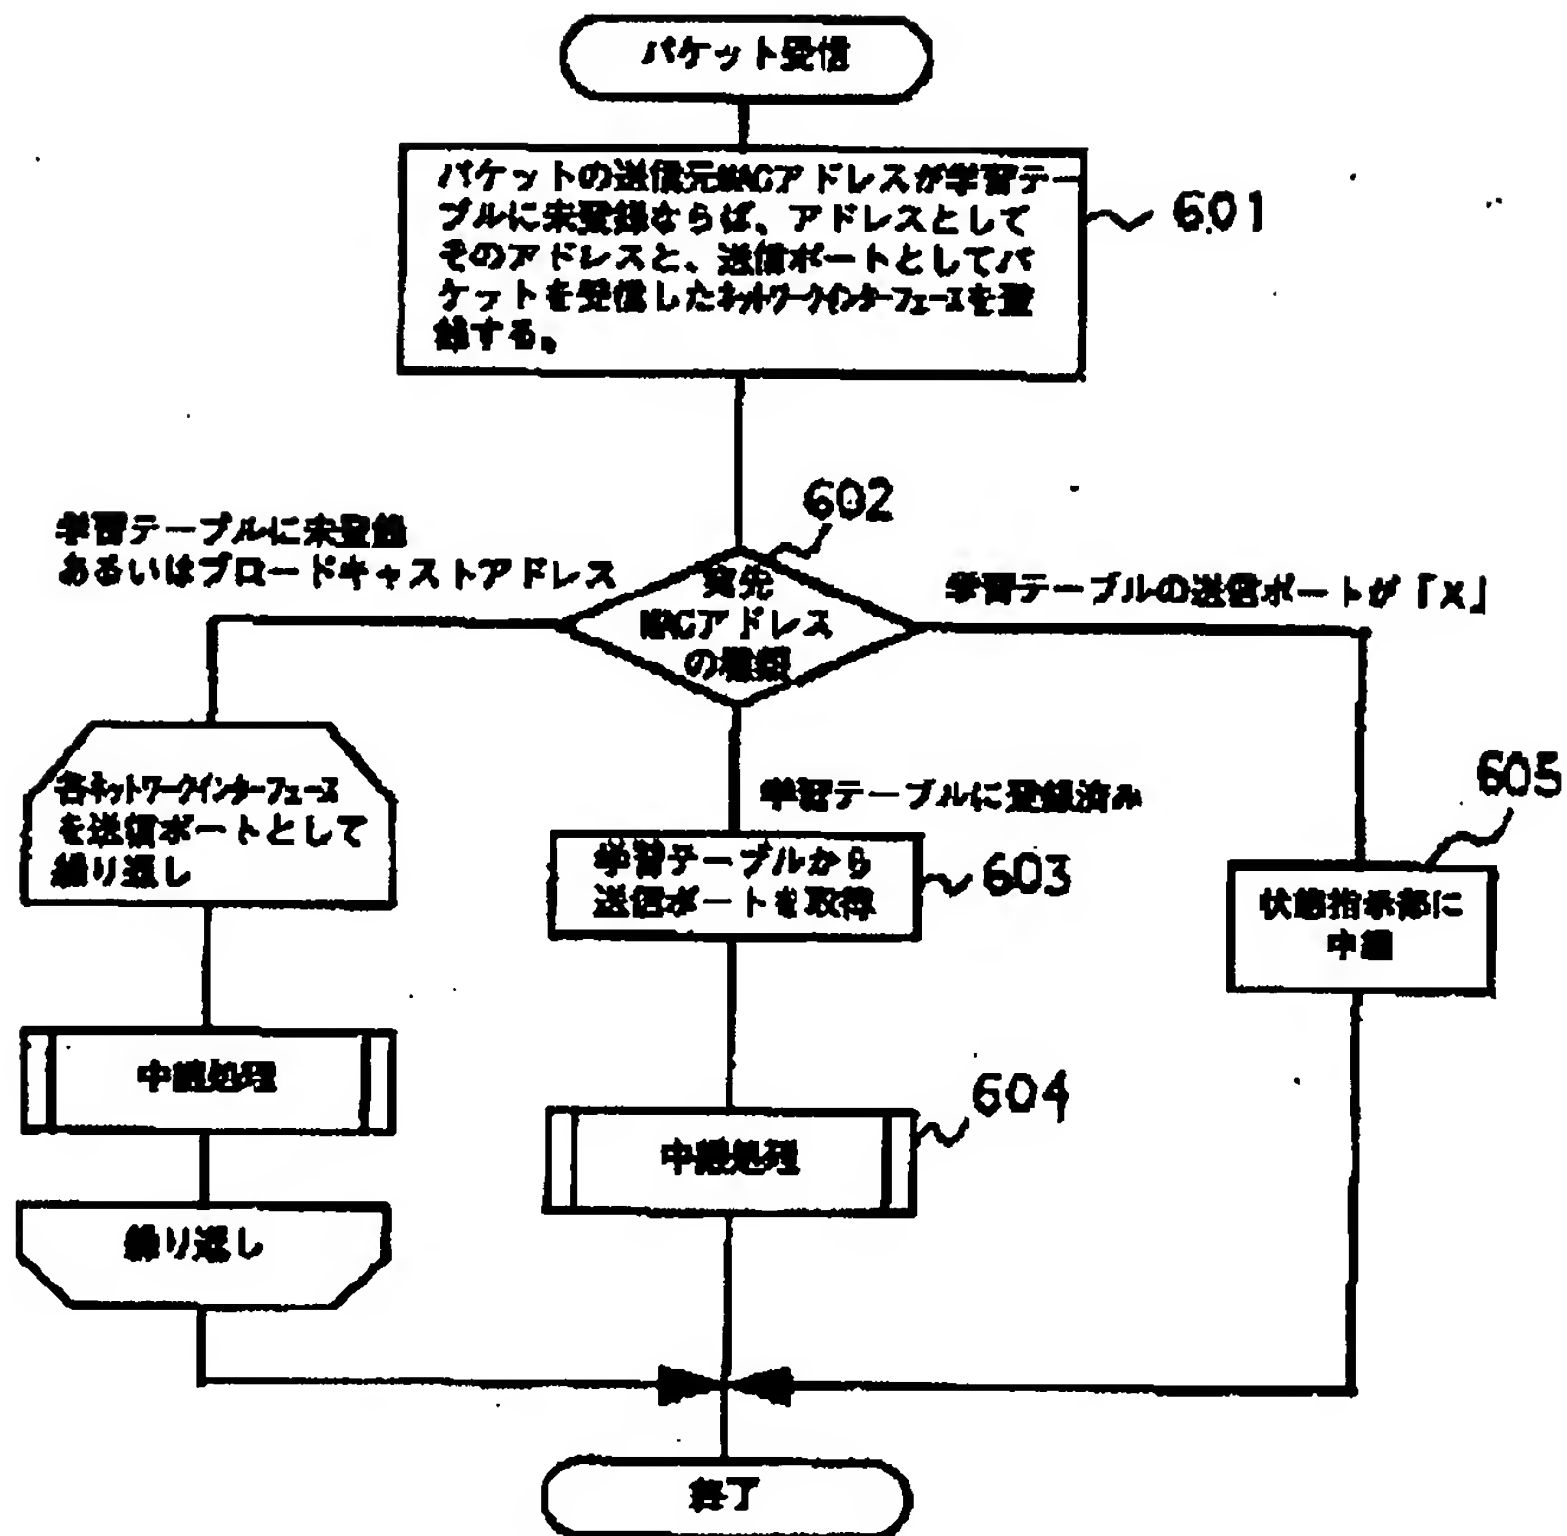 パケット受信
パケットの送信元MACアドレスが学習テー
ブルに未登録ならば、アドレスとして
そのアドレスと、送信ポートとしてパ
ケットを受信したネットワークインターフェースを登
録する。
601
602
学習テーブルに未登録
あるいはブロードキャストアドレス
宛先
MACアドレス
の種類
学習テーブルの送信ポートが「X」
各ネットワークインターフェース
を送信ポートとして
繰り返し
学習テーブルに登録済み
605
学習テーブルから
送信ポートを取得
603
状態指示部に
中継
中継処理
604
中継処理
繰り返し
終了